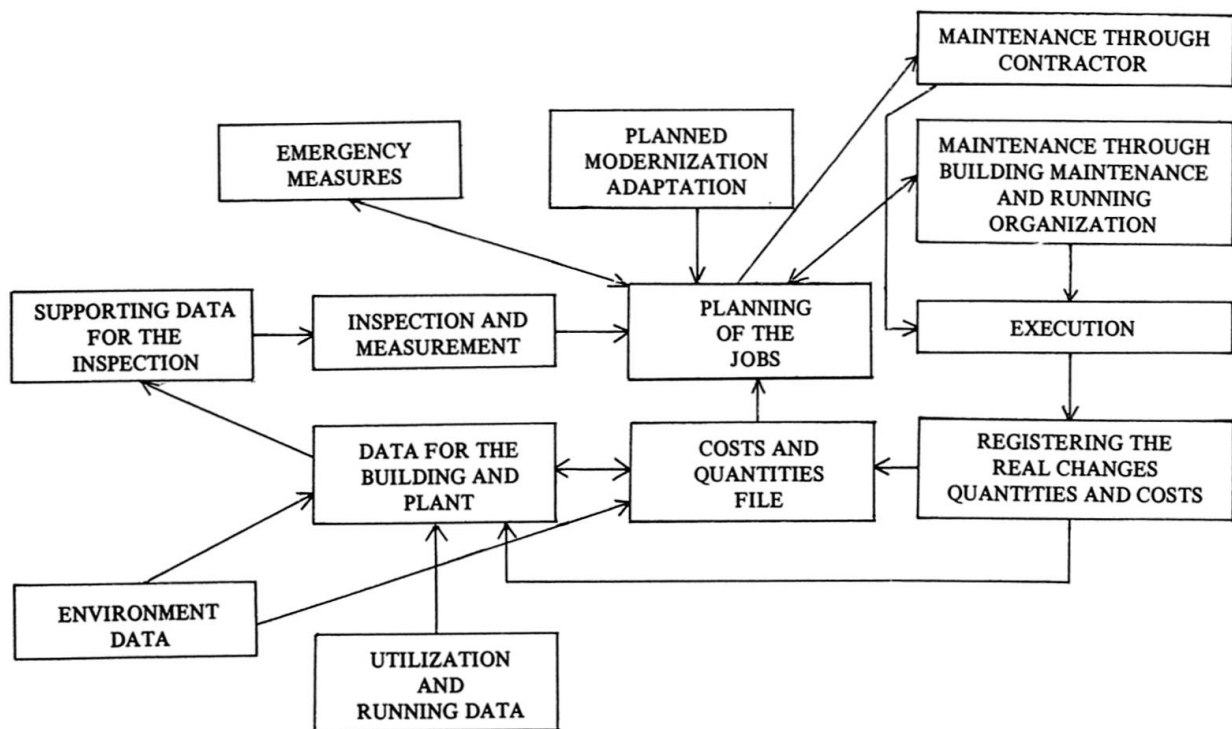 MAINTENANCE THROUGH
CONTRACTOR
EMERGENCY
MEASURES
PLANNED
MODERNIZATION
ADAPTATION
MAINTENANCE THROUGH
BUILDING MAINTENANCE
AND RUNNING
ORGANIZATION
SUPPORTING DATA
FOR THE
INSPECTION
INSPECTION AND
MEASUREMENT
PLANNING
OF THE
JOBS
EXECUTION
DATA FOR THE
BUILDING AND
PLANT
COSTS AND
QUANTITIES
FILE
REGISTERING THE
REAL CHANGES
QUANTITIES AND COSTS
ENVIRONMENT
DATA
UTILIZATION
AND
RUNNING DATA